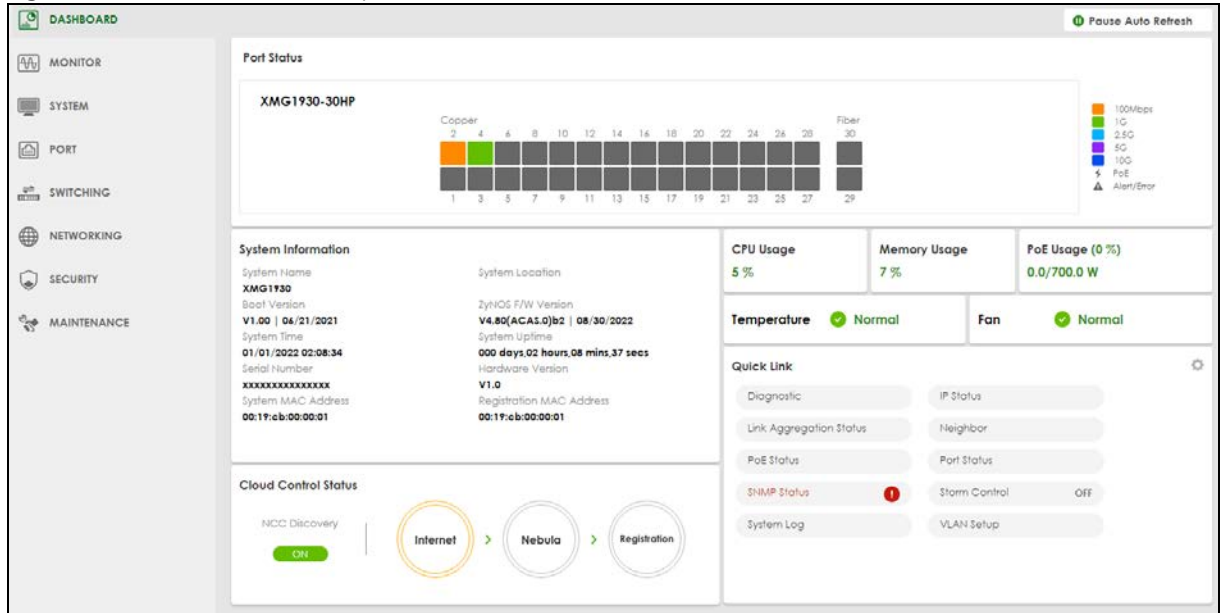 DASHBOARD
Pause Auto Refresh
MONITOR
SYSTEM
PORT
SWITCHING
NETWORKING
SECURITY
MAINTENANCE
Port Status
XMG1930-30HP
Copper
Fiber
2 4 6 8 10 12 14 16 18 20 22 24 26 28 30
1 3 5 7 9 11 13 15 17 19 21 23 25 27 29
100Mbps
1G
2.5G
5G
10G
PoE
Alert/Error
System Information
System Name
System Location
XMG1930
Boot Version
ZyNOS F/W Version
V1.00 | 06/21/2021
V4.80(ACAS.0)b2 | 08/30/2022
System Time
System Uptime
01/01/2022 02:08:34
000 days,02 hours,08 mins,37 secs
Serial Number
Hardware Version
xxxxxxxxxxxxxxx
V1.0
System MAC Address
Registration MAC Address
00:19:cb:00:00:01
00:19:cb:00:00:01
CPU Usage
5 %
Memory Usage
7 %
PoE Usage (0 %)
0.0/700.0 W
Temperature
Normal
Fan
Normal
Quick Link
Diagnostic
IP Status
Link Aggregation Status
Neighbor
PoE Status
Port Status
SNMP Status
Storm Control OFF
System Log
VLAN Setup
Cloud Control Status
NCC Discovery
ON
Internet
>
Nebula
>
Registration